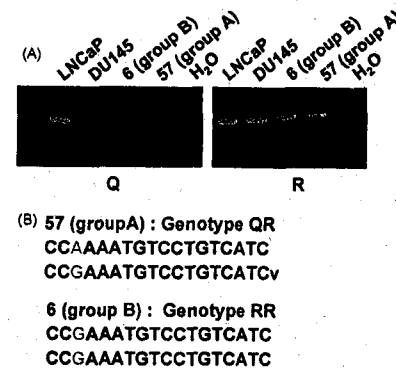 (A)
LNCaP DU145 6 (group B) 57 (group A) H2O LNCaP DU145 6 (group B) 57 (group A) H2O
Q R
(B) 57 (groupA) : Genotype QR
CCAAAATGTCCTGTCATC
CCGAAATGTCCTGTCATCv
6 (group B) : Genotype RR
CCGAAATGTCCTGTCATC
CCGAAATGTCCTGTCATC